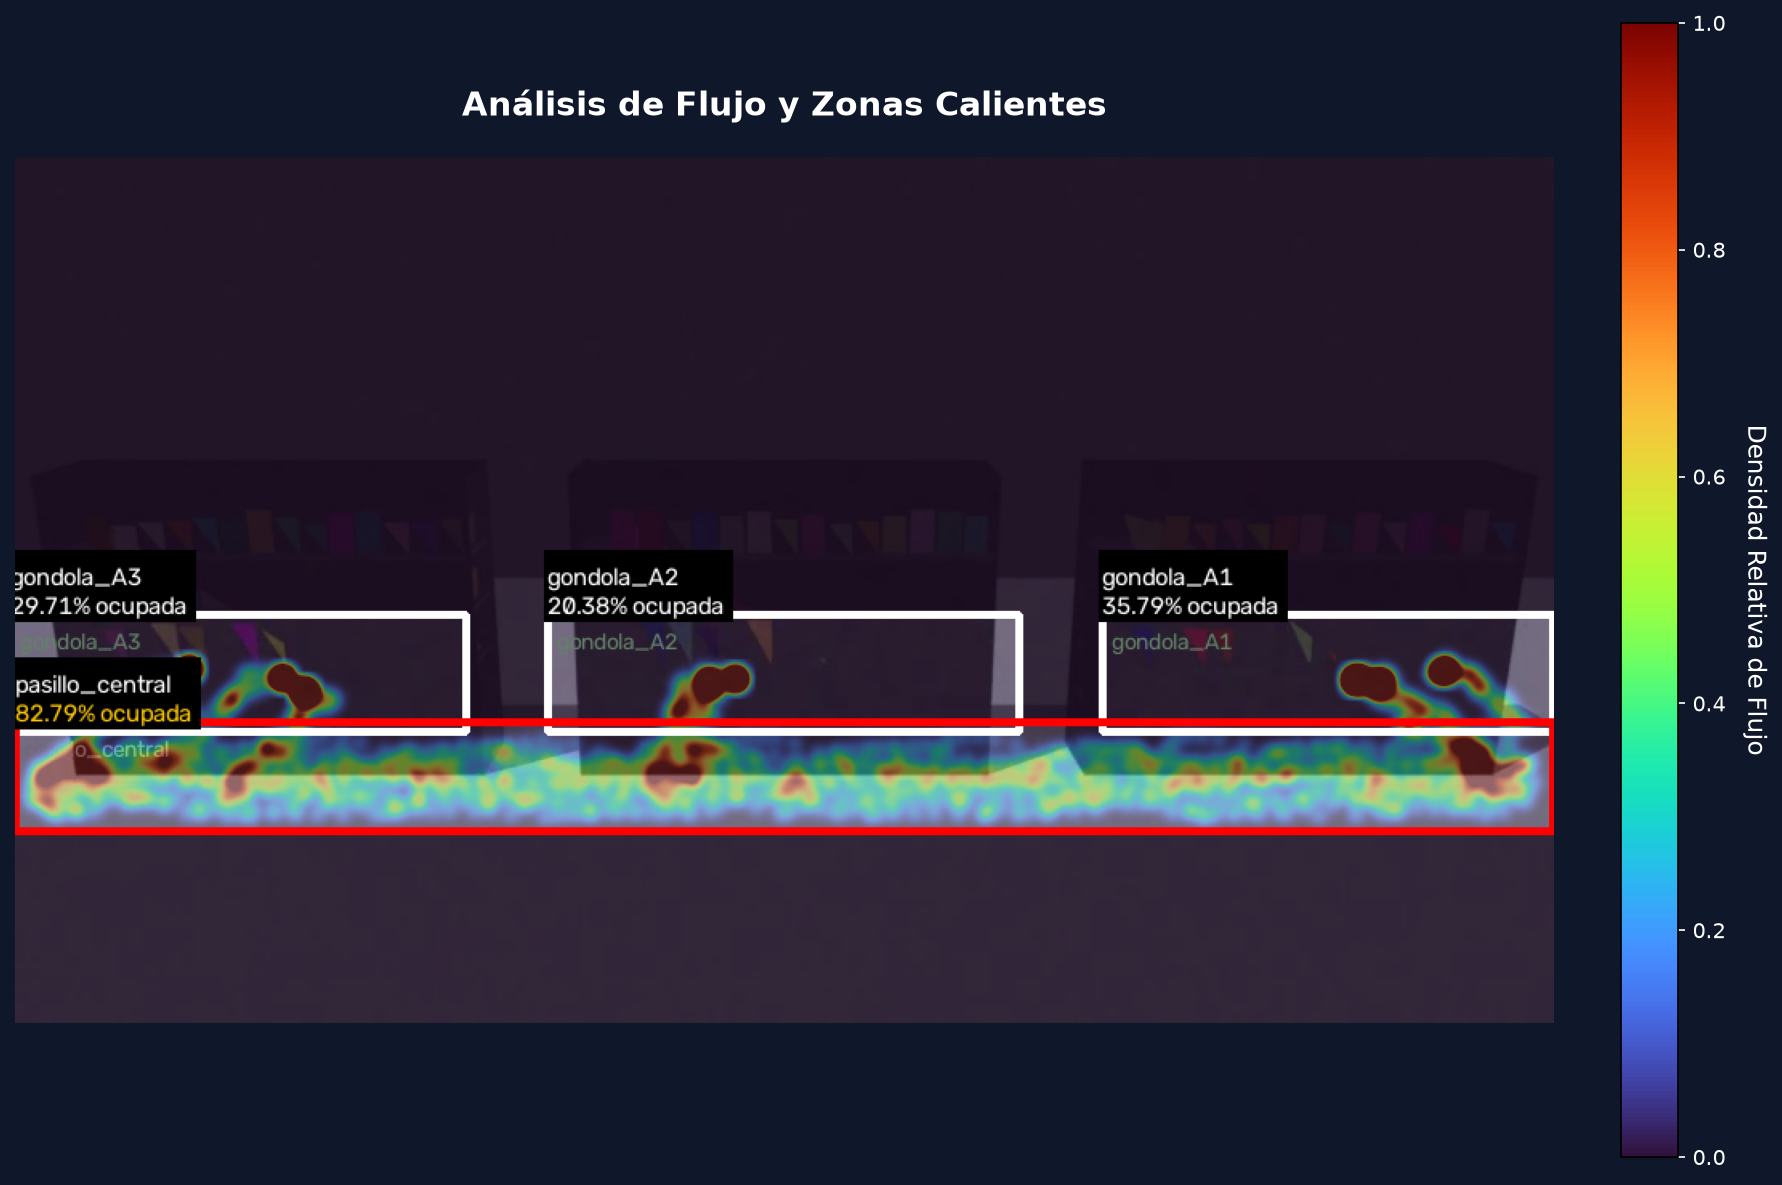 Análisis de Flujo y Zonas Calientes
gondola_A3
29.71% ocupada
gondola_A3
gondola_A2
20.38% ocupada
gondola_A2
gondola_A1
35.79% ocupada
gondola_A1
pasillo_central
82.79% ocupada
o_central
1.0
0.8
0.6
0.4
0.2
0.0
Densidad Relativa de Flujo